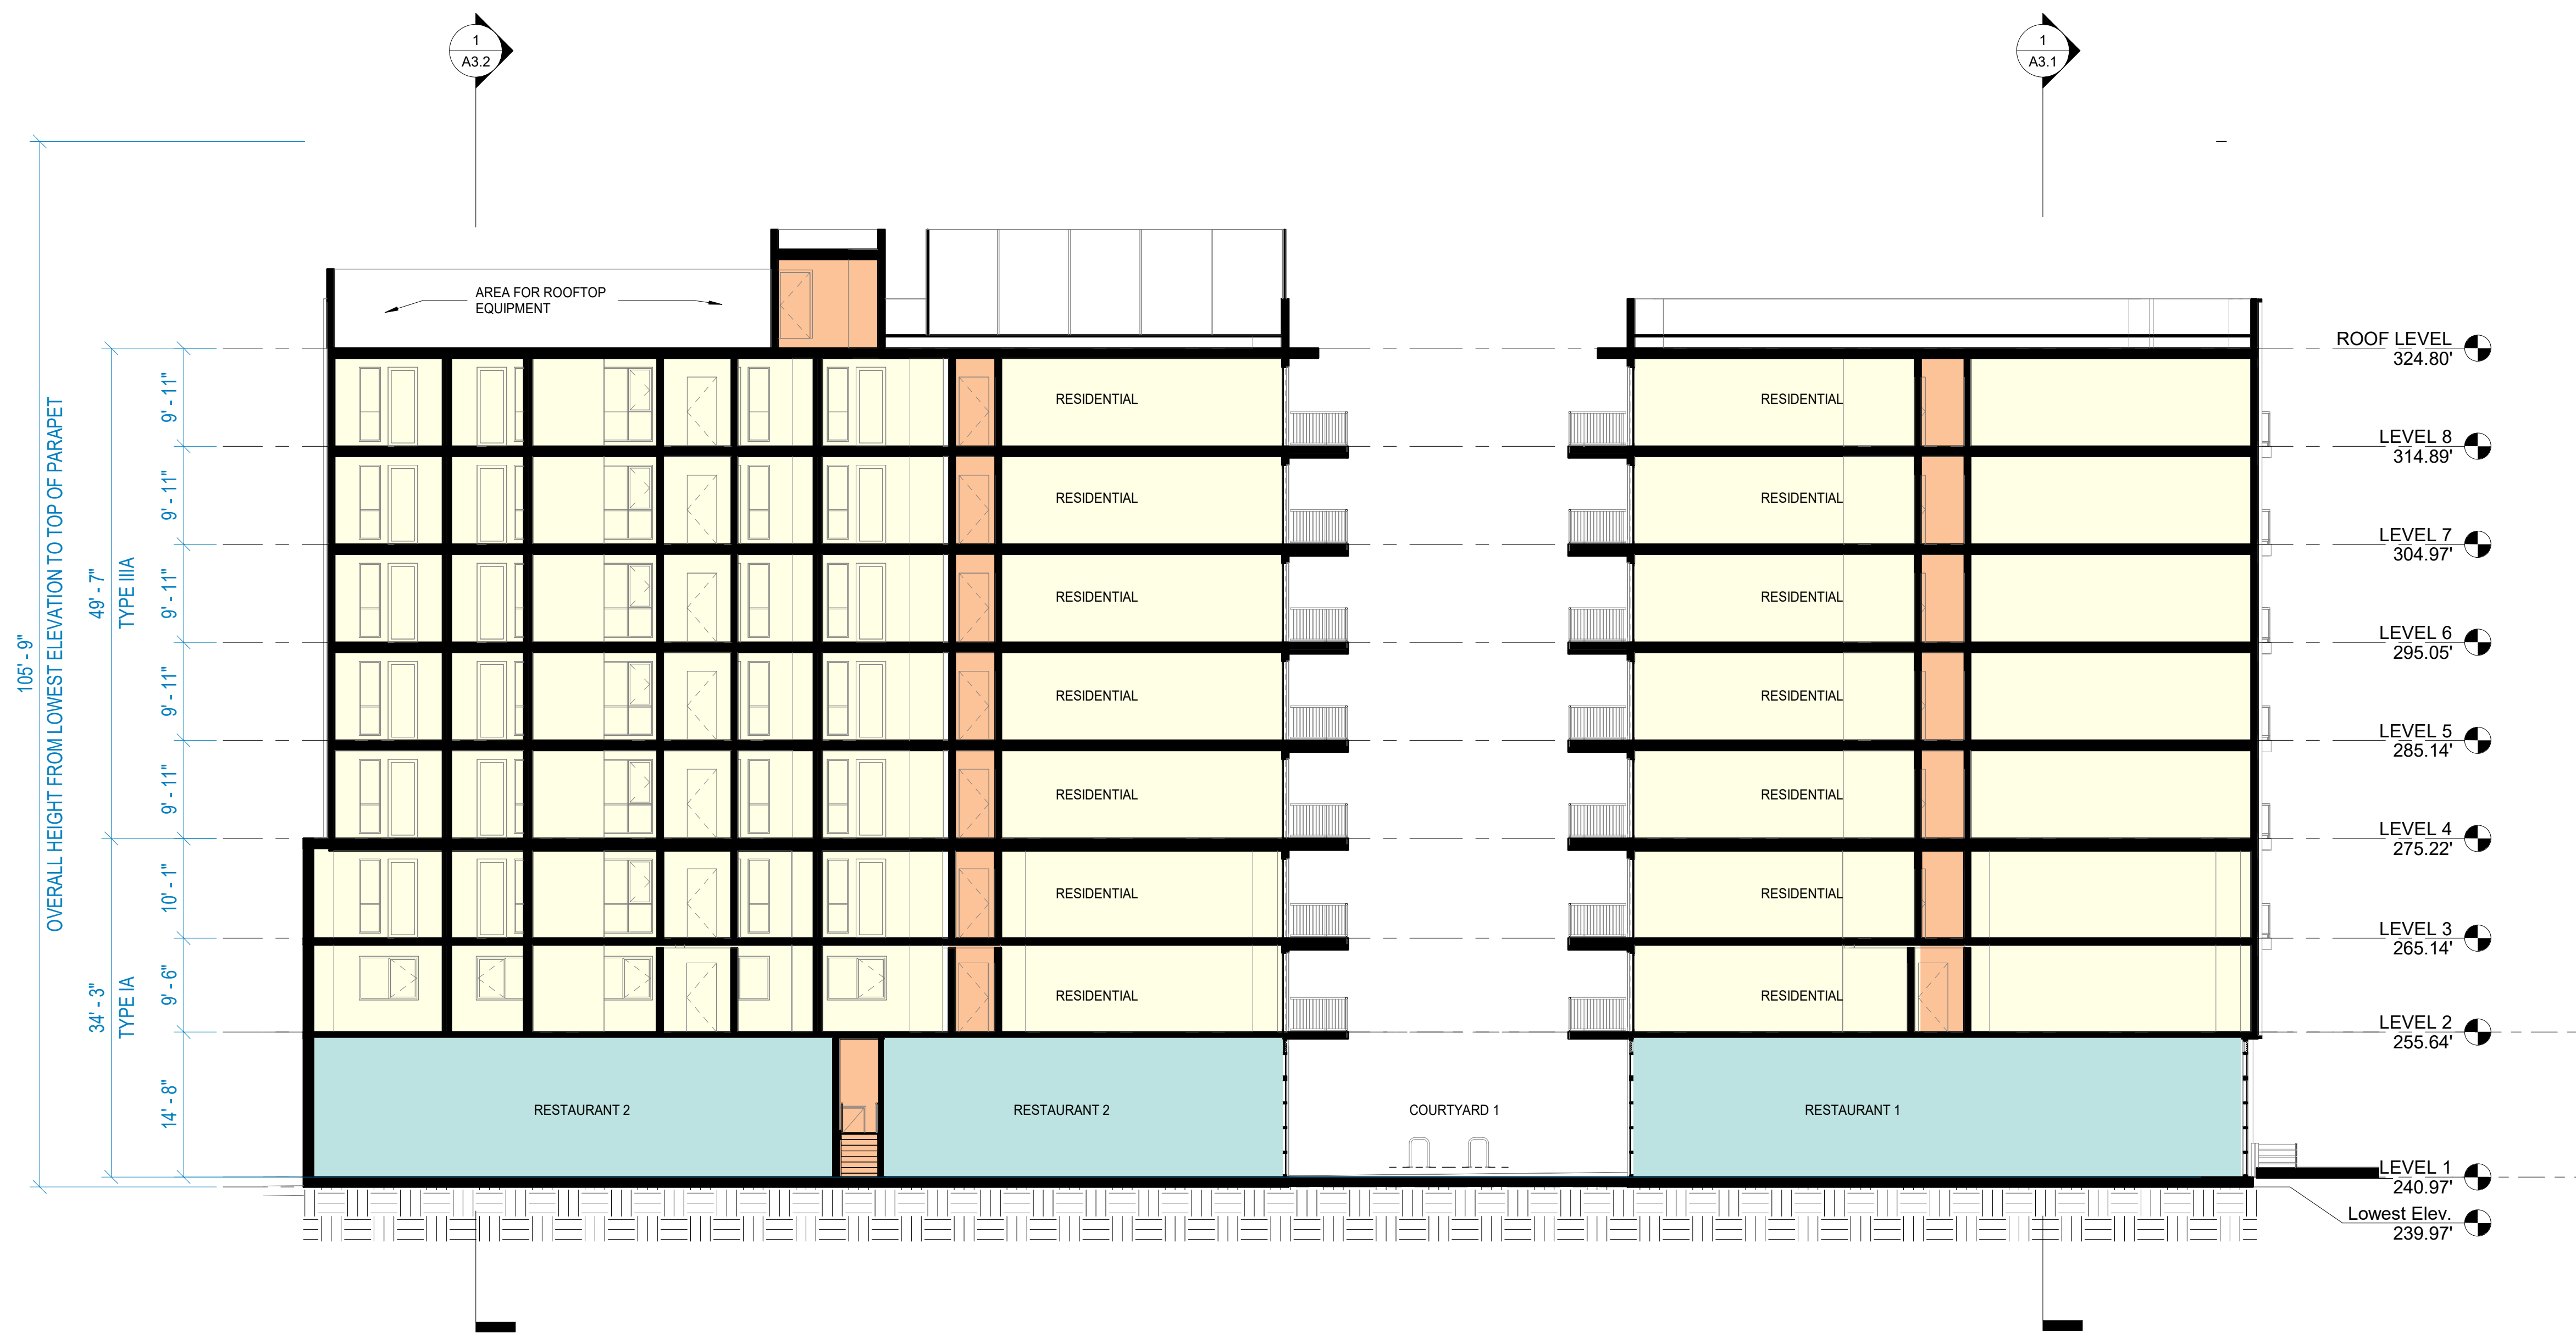 1
A3.2
1
A3.1
AREA FOR ROOFTOP
EQUIPMENT
ROOF LEVEL
324.80'
9' - 11"
RESIDENTIAL
RESIDENTIAL
LEVEL 8
314.89'
9' - 11"
RESIDENTIAL
RESIDENTIAL
LEVEL 7
304.97'
9' - 11"
RESIDENTIAL
RESIDENTIAL
LEVEL 6
295.05'
9' - 11"
RESIDENTIAL
RESIDENTIAL
LEVEL 5
285.14'
9' - 11"
RESIDENTIAL
RESIDENTIAL
LEVEL 4
275.22'
10' - 1"
RESIDENTIAL
RESIDENTIAL
LEVEL 3
265.14'
9' - 6"
RESIDENTIAL
RESIDENTIAL
LEVEL 2
255.64'
14' - 8"
RESTAURANT 2
RESTAURANT 2
COURTYARD 1
RESTAURANT 1
LEVEL 1
240.97'
Lowest Elev.
239.97'
105' - 9"
OVERALL HEIGHT FROM LOWEST ELEVATION TO TOP OF PARAPET
49' - 7"
TYPE IIIA
34' - 3"
TYPE IA